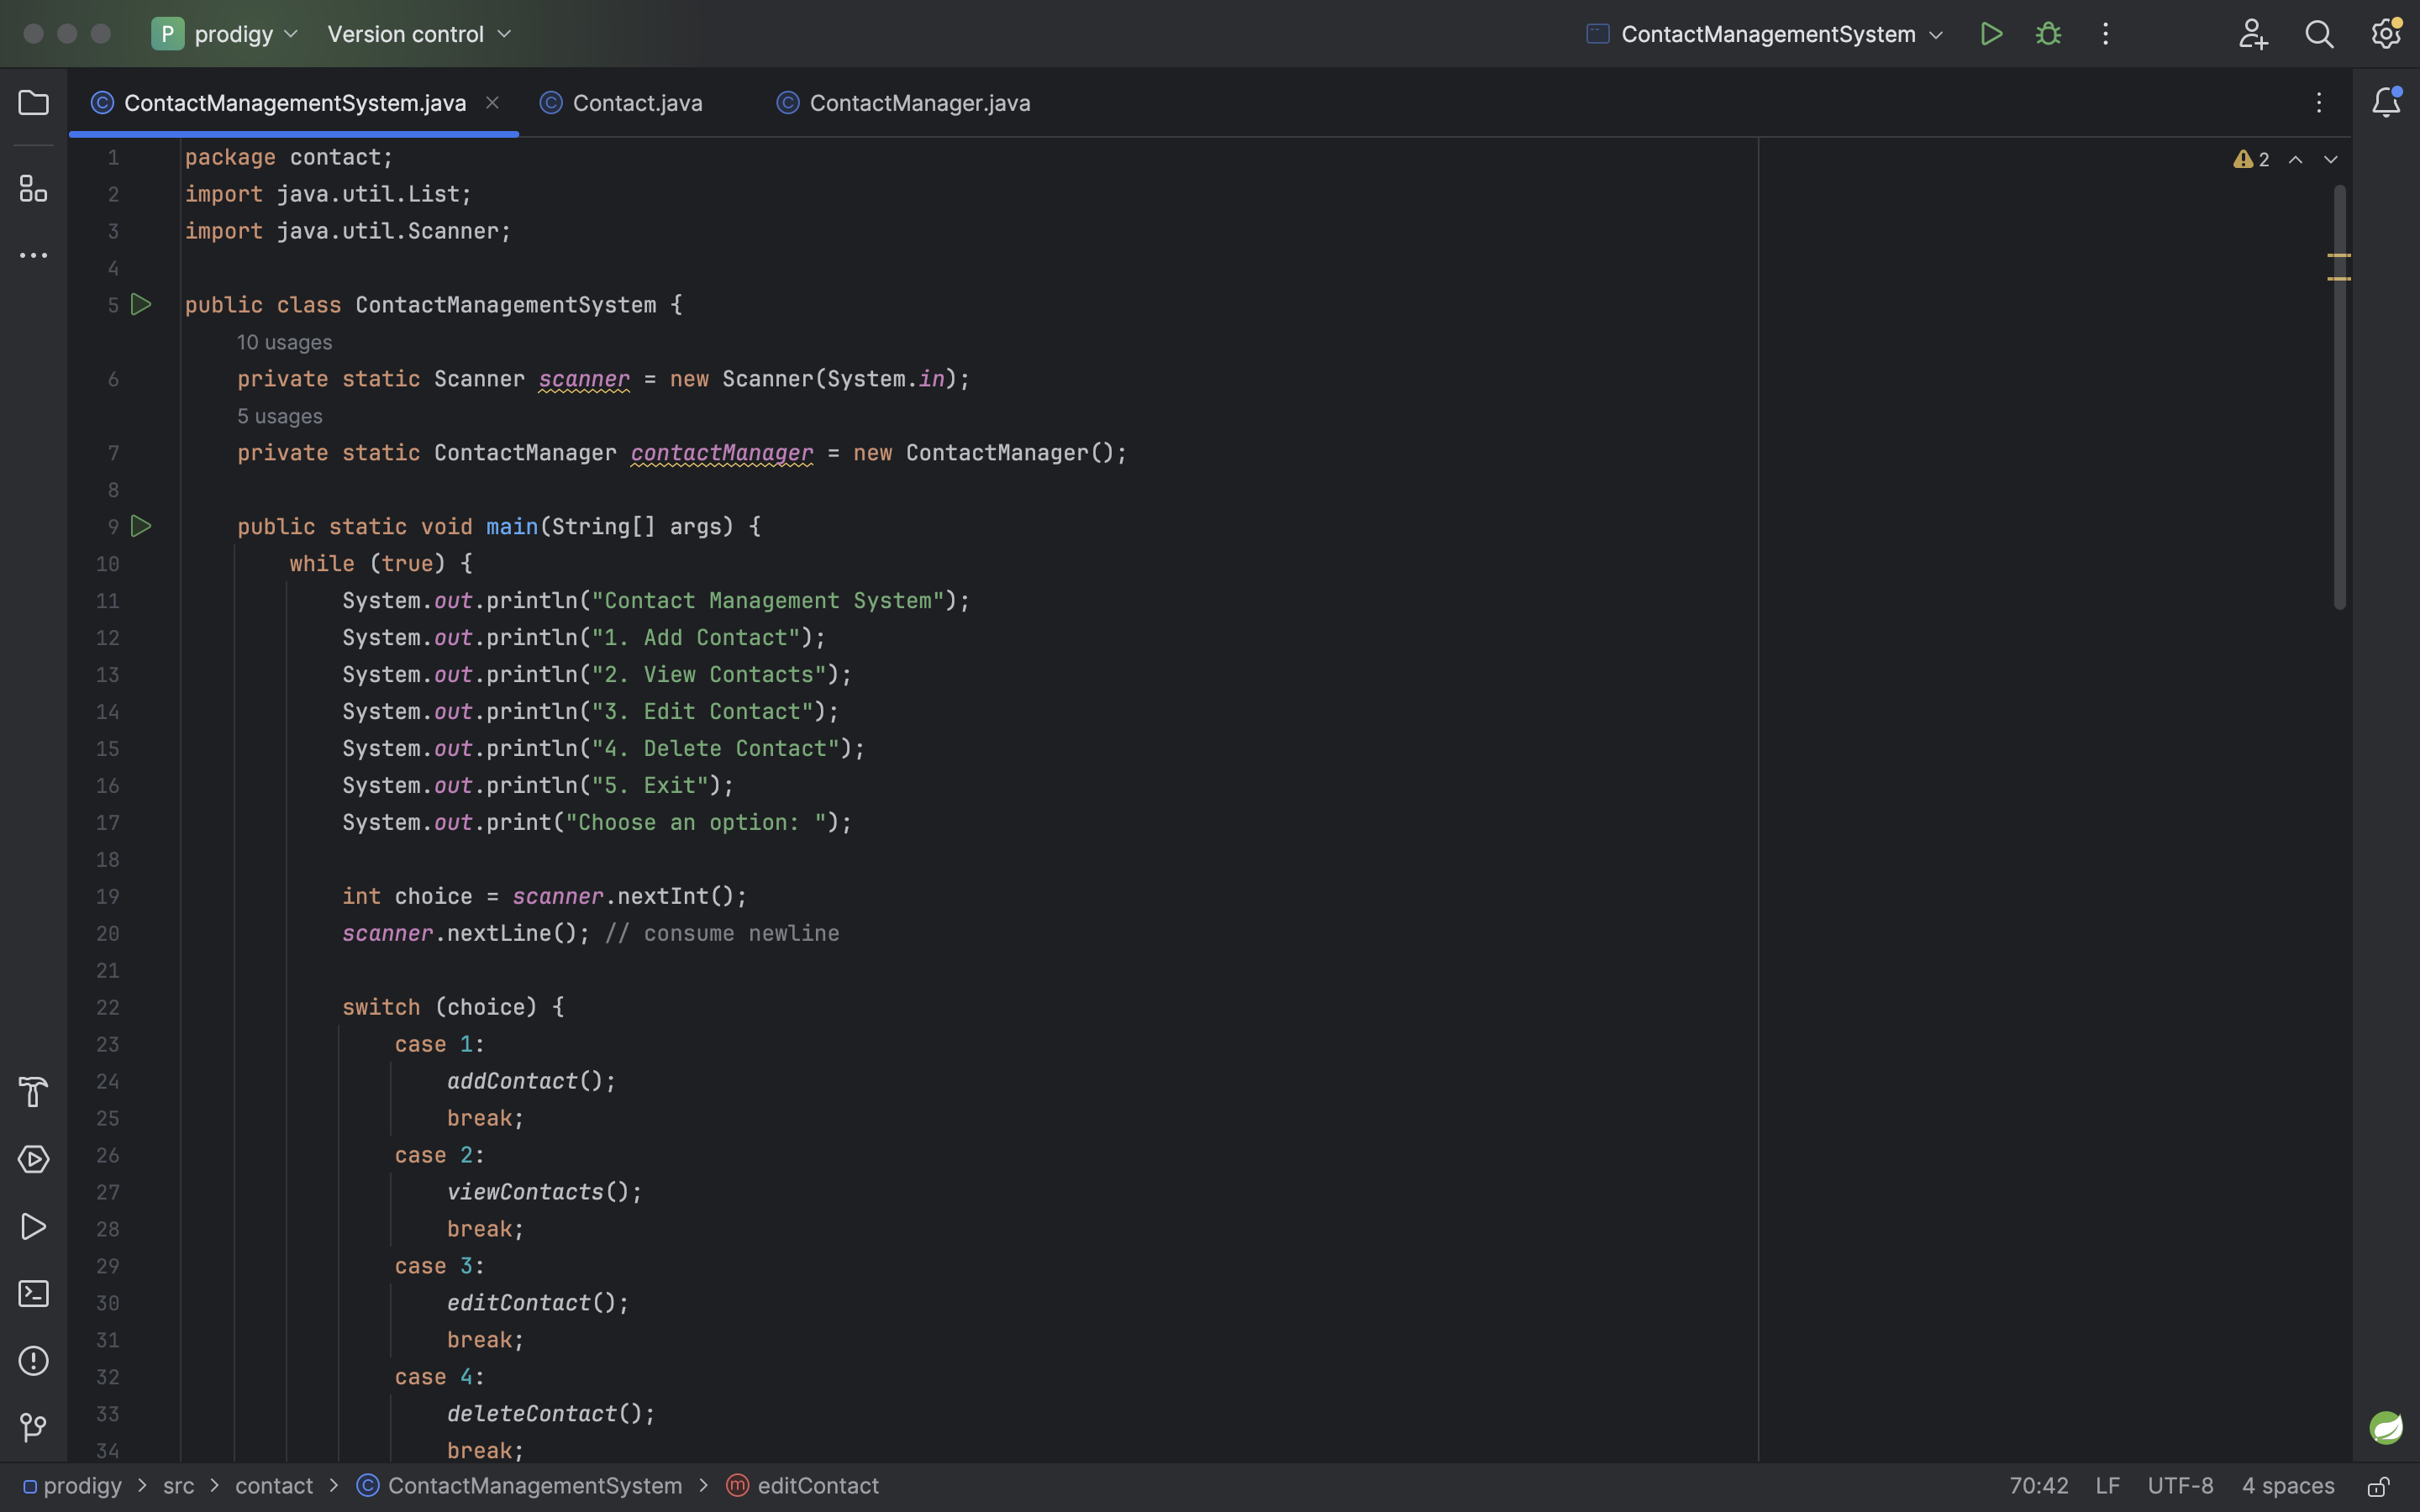 P prodigy Version control ContactManagementSystem
ContactManagementSystem.java Contact.java ContactManager.java
2
1 package contact;
2 import java.util.List;
3 import java.util.Scanner;
4
5 public class ContactManagementSystem {
10 usages
6 private static Scanner scanner = new Scanner(System.in);
5 usages
7 private static ContactManager contactManager = new ContactManager();
8
9 public static void main(String[] args) {
10 while (true) {
11 System.out.println("Contact Management System");
12 System.out.println("1. Add Contact");
13 System.out.println("2. View Contacts");
14 System.out.println("3. Edit Contact");
15 System.out.println("4. Delete Contact");
16 System.out.println("5. Exit");
17 System.out.print("Choose an option: ");
18
19 int choice = scanner.nextInt();
20 scanner.nextLine(); // consume newline
21
22 switch (choice) {
23 case 1:
24 addContact();
25 break;
26 case 2:
27 viewContacts();
28 break;
29 case 3:
30 editContact();
31 break;
32 case 4:
33 deleteContact();
34 break;
prodigy > src > contact > C ContactManagementSystem > m editContact 70:42 LF UTF-8 4 spaces